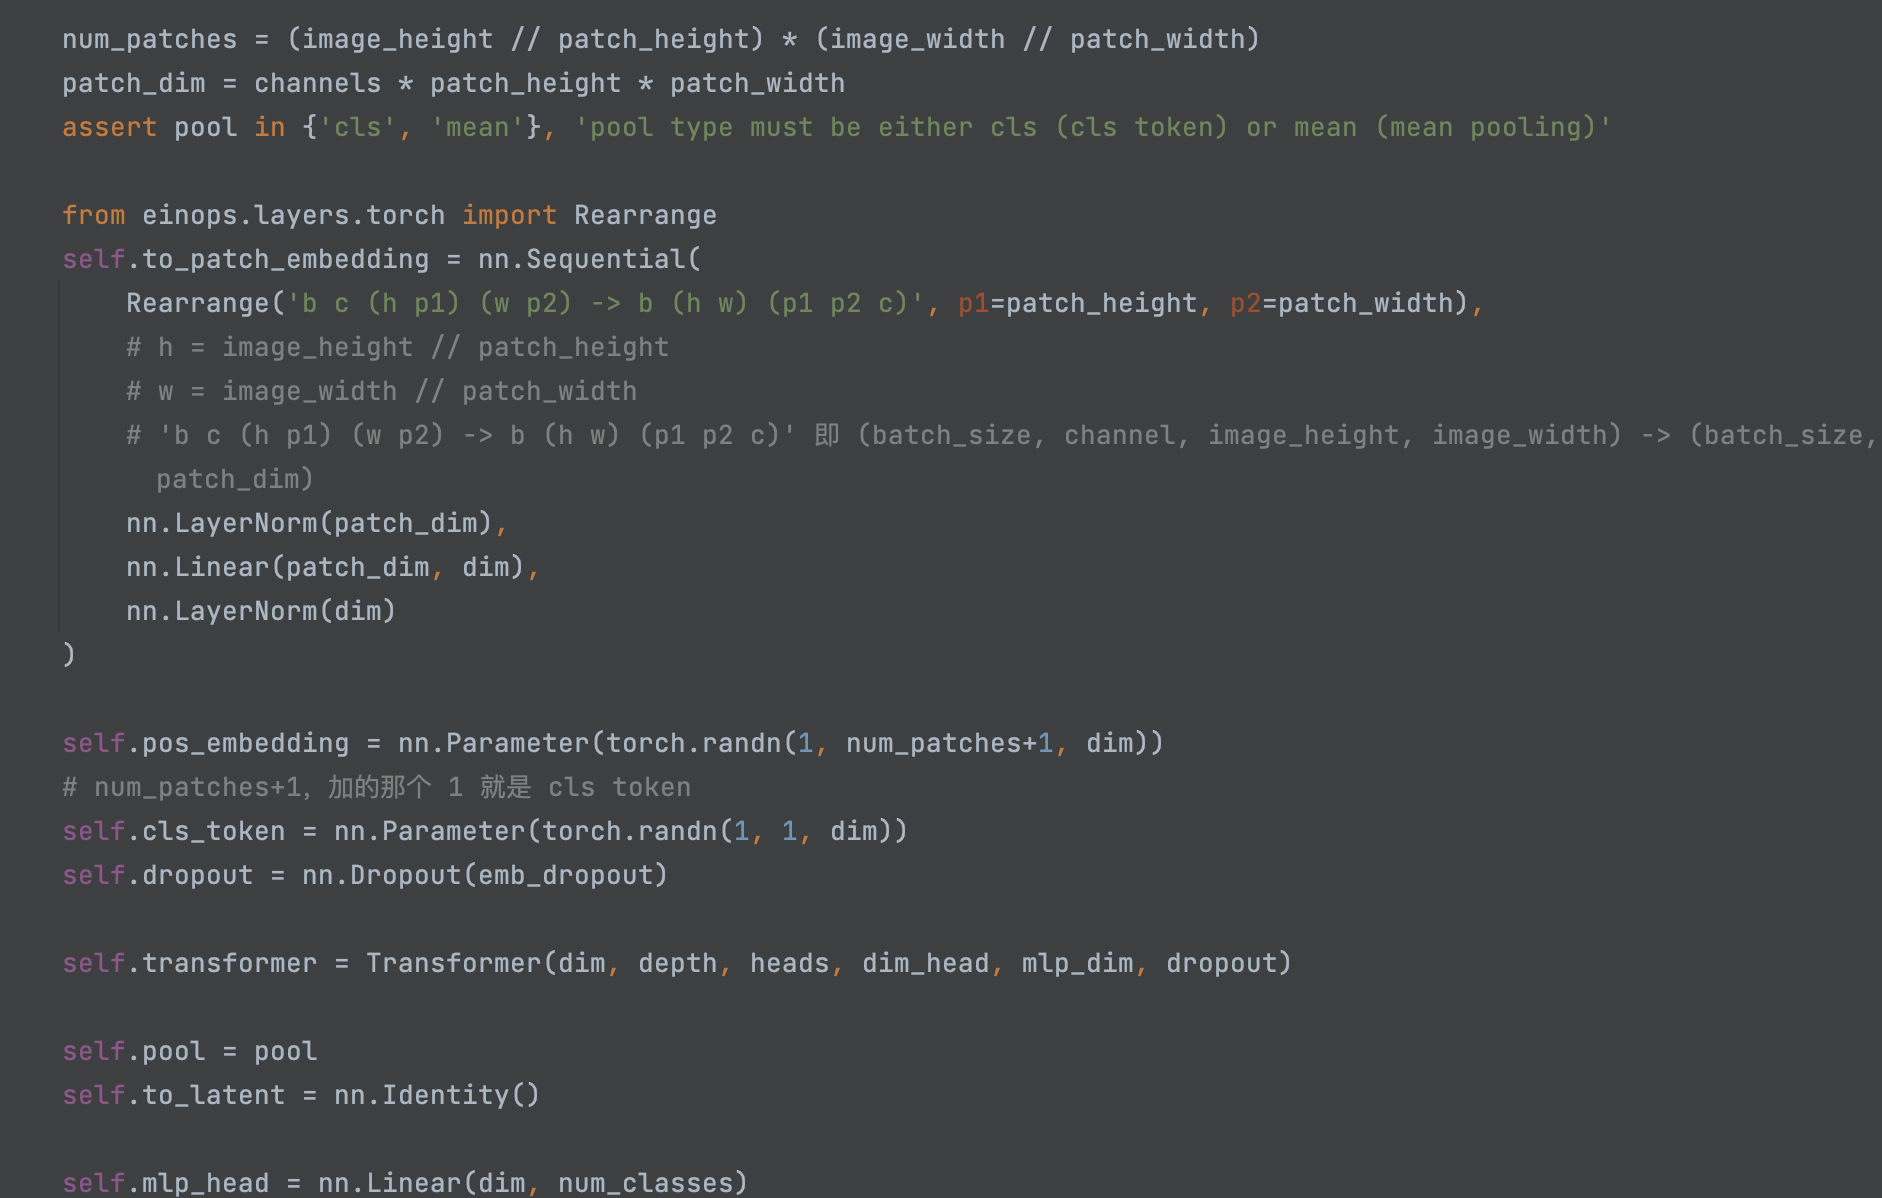 num_patches = (image_height // patch_height) * (image_width // patch_width)
patch_dim = channels * patch_height * patch_width
assert pool in {'cls', 'mean'}, 'pool type must be either cls (cls token) or mean (mean pooling)'
from einops.layers.torch import Rearrange
self.to_patch_embedding = nn.Sequential(
Rearrange('b c (h p1) (w p2) -> b (h w) (p1 p2 c)', p1=patch_height, p2=patch_width),
# h = image_height // patch_height
# w = image_width // patch_width
# 'b c (h p1) (w p2) -> b (h w) (p1 p2 c)' 即 (batch_size, channel, image_height, image_width) -> (batch_size,
patch_dim)
nn.LayerNorm(patch_dim),
nn.Linear(patch_dim, dim),
nn.LayerNorm(dim)
)
self.pos_embedding = nn.Parameter(torch.randn(1, num_patches+1, dim))
# num_patches+1, 加的那个 1 就是 cls token
self.cls_token = nn.Parameter(torch.randn(1, 1, dim))
self.dropout = nn.Dropout(emb_dropout)
self.transformer = Transformer(dim, depth, heads, dim_head, mlp_dim, dropout)
self.pool = pool
self.to_latent = nn.Identity()
self.mlp_head = nn.Linear(dim, num_classes)